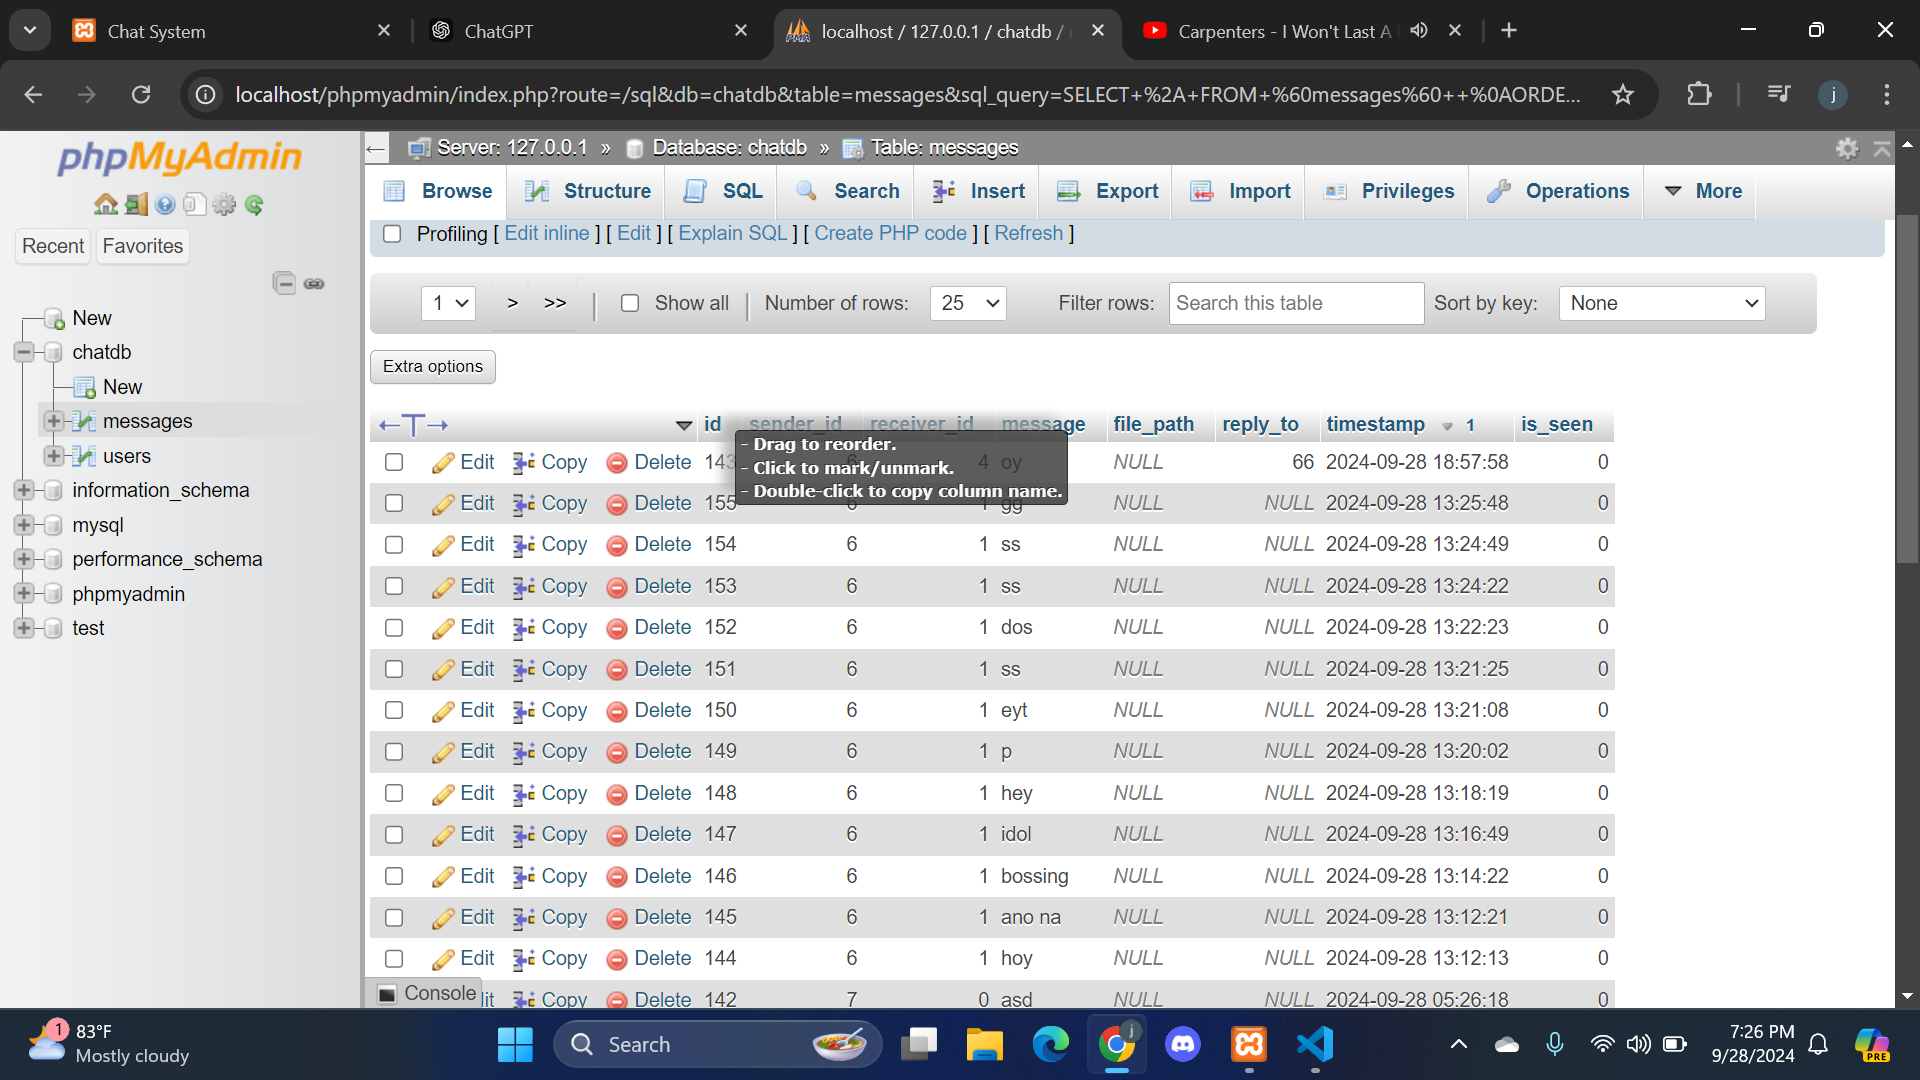 Chat System
ChatGPT
localhost / 127.0.0.1 / chatdb /
Carpenters - I Won't Last A
localhost/phpmyadmin/index.php?route=/sql&db=chatdb&table=messages&sql_query=SELECT+%2A+FROM+%60messages%60++%0AORDE...
j
phpMyAdmin
Recent
Favorites
New
chatdb
New
messages
users
information_schema
mysql
performance_schema
phpmyadmin
test
Server: 127.0.0.1 » Database: chatdb » Table: messages
Browse Structure SQL Search Insert Export Import Privileges Operations More
Profiling [ Edit inline ] [ Edit ] [ Explain SQL ] [ Create PHP code ] [ Refresh ]
1 > >> Show all Number of rows: 25 Filter rows: Search this table Sort by key: None
Extra options
←T→ id sender_id receiver_id message file_path reply_to timestamp 1 is_seen
- Drag to reorder.
- Click to mark/unmark.
- Double-click to copy column name.
Edit Copy Delete 143 4 oy NULL 66 2024-09-28 18:57:58 0
Edit Copy Delete 155 6 1 gg NULL NULL 2024-09-28 13:25:48 0
Edit Copy Delete 154 6 1 ss NULL NULL 2024-09-28 13:24:49 0
Edit Copy Delete 153 6 1 ss NULL NULL 2024-09-28 13:24:22 0
Edit Copy Delete 152 6 1 dos NULL NULL 2024-09-28 13:22:23 0
Edit Copy Delete 151 6 1 ss NULL NULL 2024-09-28 13:21:25 0
Edit Copy Delete 150 6 1 eyt NULL NULL 2024-09-28 13:21:08 0
Edit Copy Delete 149 6 1 p NULL NULL 2024-09-28 13:20:02 0
Edit Copy Delete 148 6 1 hey NULL NULL 2024-09-28 13:18:19 0
Edit Copy Delete 147 6 1 idol NULL NULL 2024-09-28 13:16:49 0
Edit Copy Delete 146 6 1 bossing NULL NULL 2024-09-28 13:14:22 0
Edit Copy Delete 145 6 1 ano na NULL NULL 2024-09-28 13:12:21 0
Edit Copy Delete 144 6 1 hoy NULL NULL 2024-09-28 13:12:13 0
Console
Copy Delete 142 7 0 asd NULL NULL 2024-09-28 05:26:18 0
1
83°F
Mostly cloudy
Search
j
7:26 PM
9/28/2024
PRE